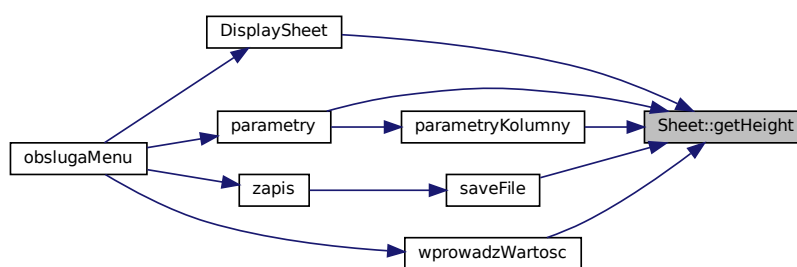 DisplaySheet
parametry
parametryKolumny
Sheet::getHeight
obslugaMenu
zapis
saveFile
wprowadzWartosc